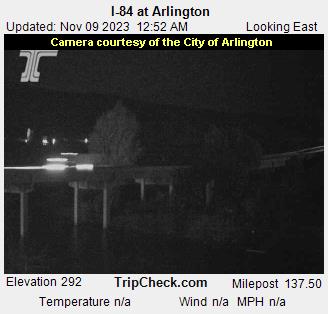 I-84 at Arlington
Updated: Nov 09 2023 12:52 AM Looking East
Camera courtesy of the City of Arlington
Elevation 292 TripCheck.com Milepost 137.50
Temperature n/a Wind n/a MPH n/a